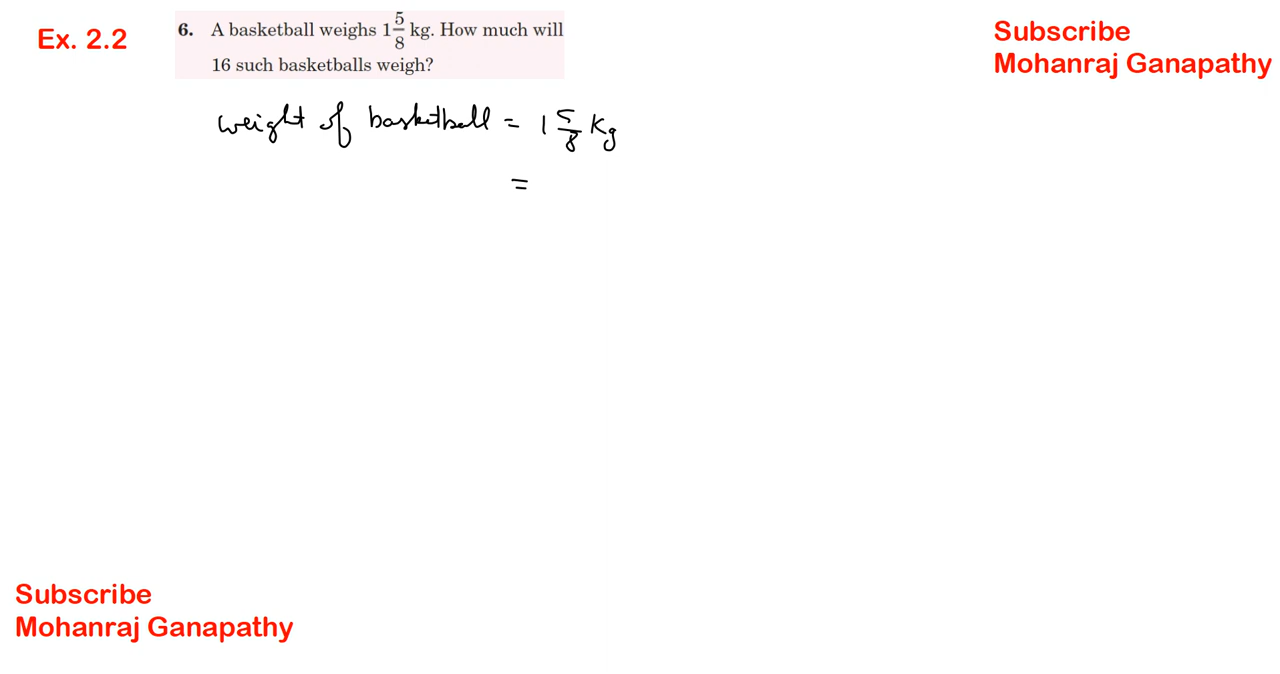 Ex. 2.2
6. A basketball weighs 1 5/8 kg. How much will
16 such basketballs weigh?
Subscribe
Mohanraj Ganapathy
weight of basketball = 1 5/8 Kg
=
Subscribe
Mohanraj Ganapathy